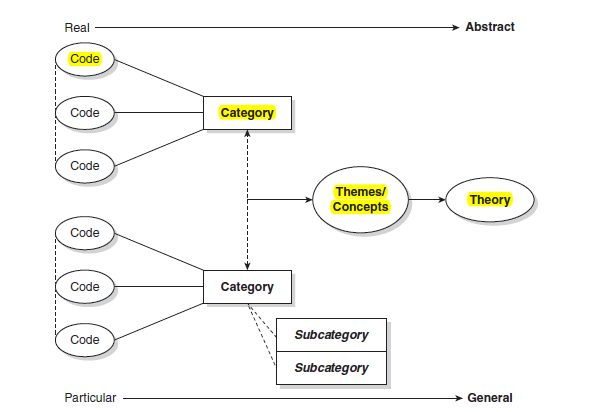 Real
Abstract
Code
Code
Category
Code
Themes/
Concepts
Theory
Code
Code
Category
Code
Subcategory
Subcategory
Particular
General